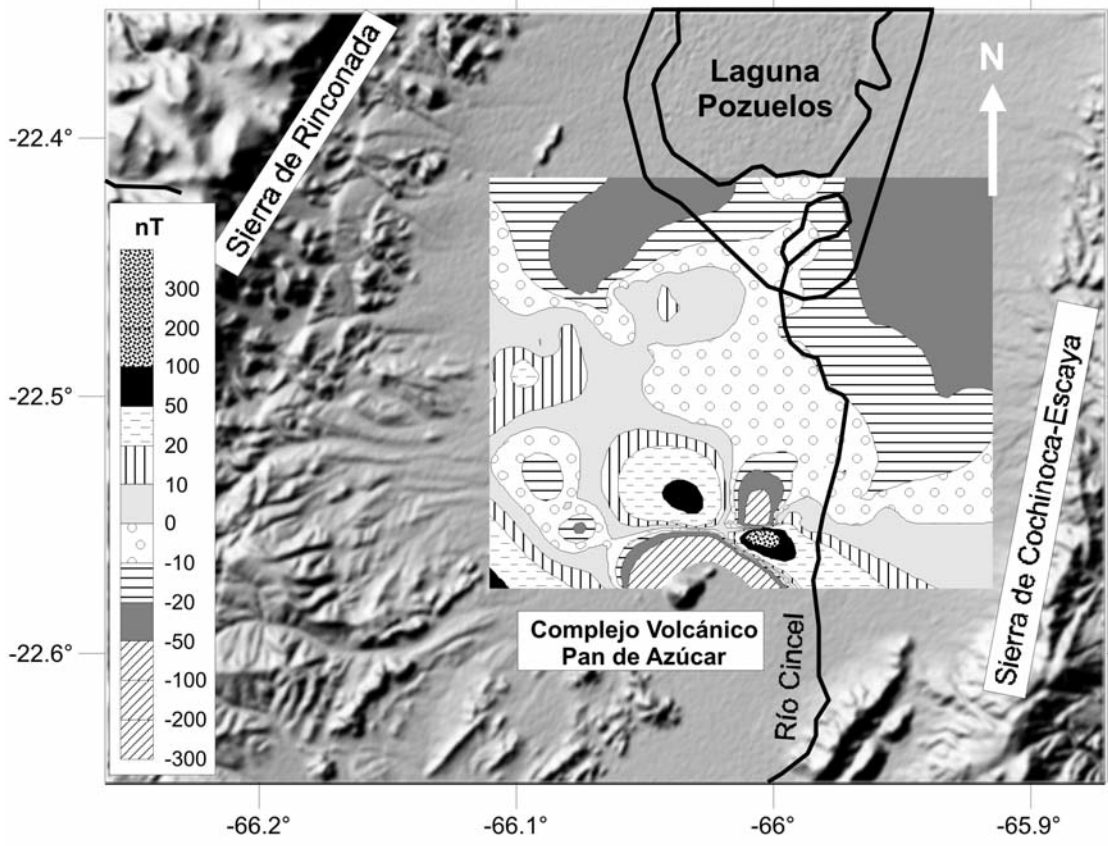 Sierra de Rinconada
Laguna
Pozuelos
N
-22.4°
-22.5°
-22.6°
nT
300
200
100
50
20
10
0
-10
-20
-50
-100
-200
-300
Complejo Volcánico
Pan de Azúcar
Río Cincel
Sierra de Cochinoca-Escaya
-66.2°
-66.1°
-66°
-65.9°